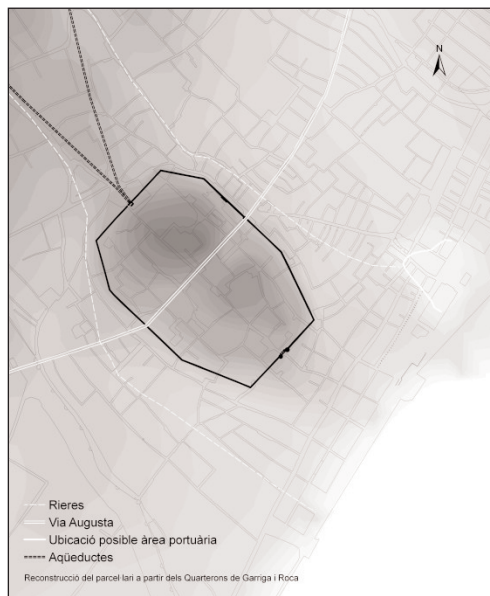 N
Rieres
Via Augusta
Ubicació posible àrea portuària
Aqüeductes
Reconstrucció del parcel·lari a partir dels Quarterons de Garriga i Roca